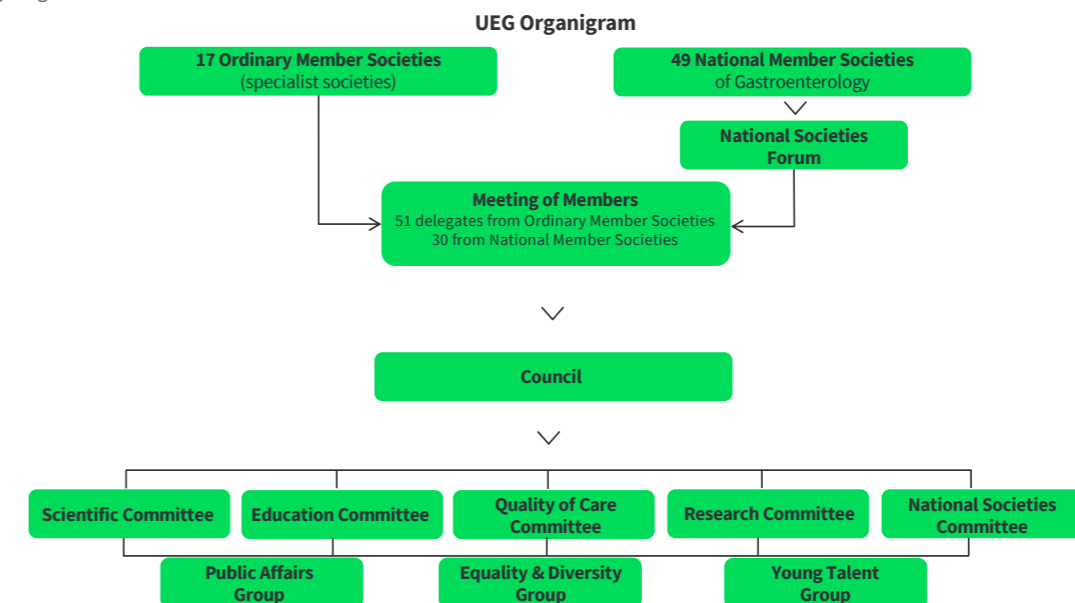 UEG Organigram
17 Ordinary Member Societies
(specialist societies)
49 National Member Societies
of Gastroenterology
National Societies
Forum
Meeting of Members
51 delegates from Ordinary Member Societies
30 from National Member Societies
Council
Scientific Committee
Education Committee
Quality of Care
Committee
Research Committee
National Societies
Committee
Public Affairs
Group
Equality & Diversity
Group
Young Talent
Group